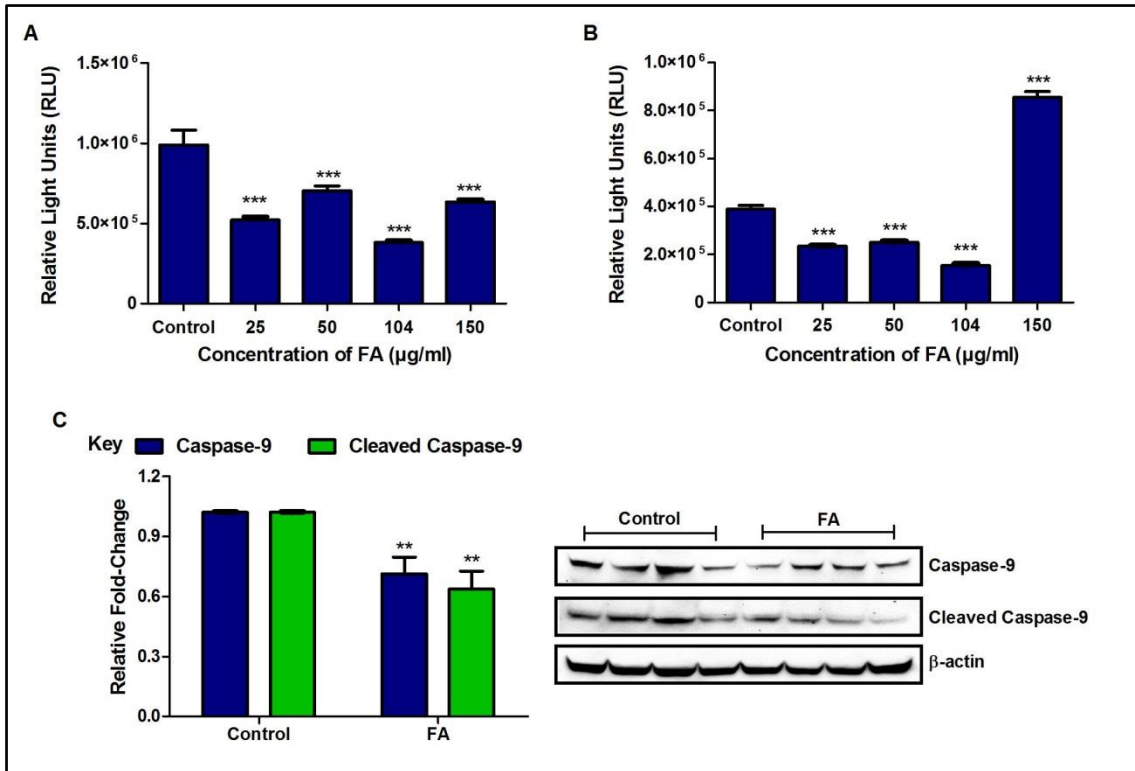 A
Relative Light Units (RLU)
1.5×10⁶
1.0×10⁶
5.0×10⁵
0
***
***
***
***
Control 25 50 104 150
Concentration of FA (µg/ml)
B
Relative Light Units (RLU)
1.0×10⁶
8.0×10⁵
6.0×10⁵
4.0×10⁵
2.0×10⁵
0
***
***
***
***
Control 25 50 104 150
Concentration of FA (µg/ml)
C
Key Caspase-9 Cleaved Caspase-9
Relative Fold-Change
1.2
0.9
0.6
0.3
0.0
**
**
Control FA
Control FA
Caspase-9
Cleaved Caspase-9
β-actin